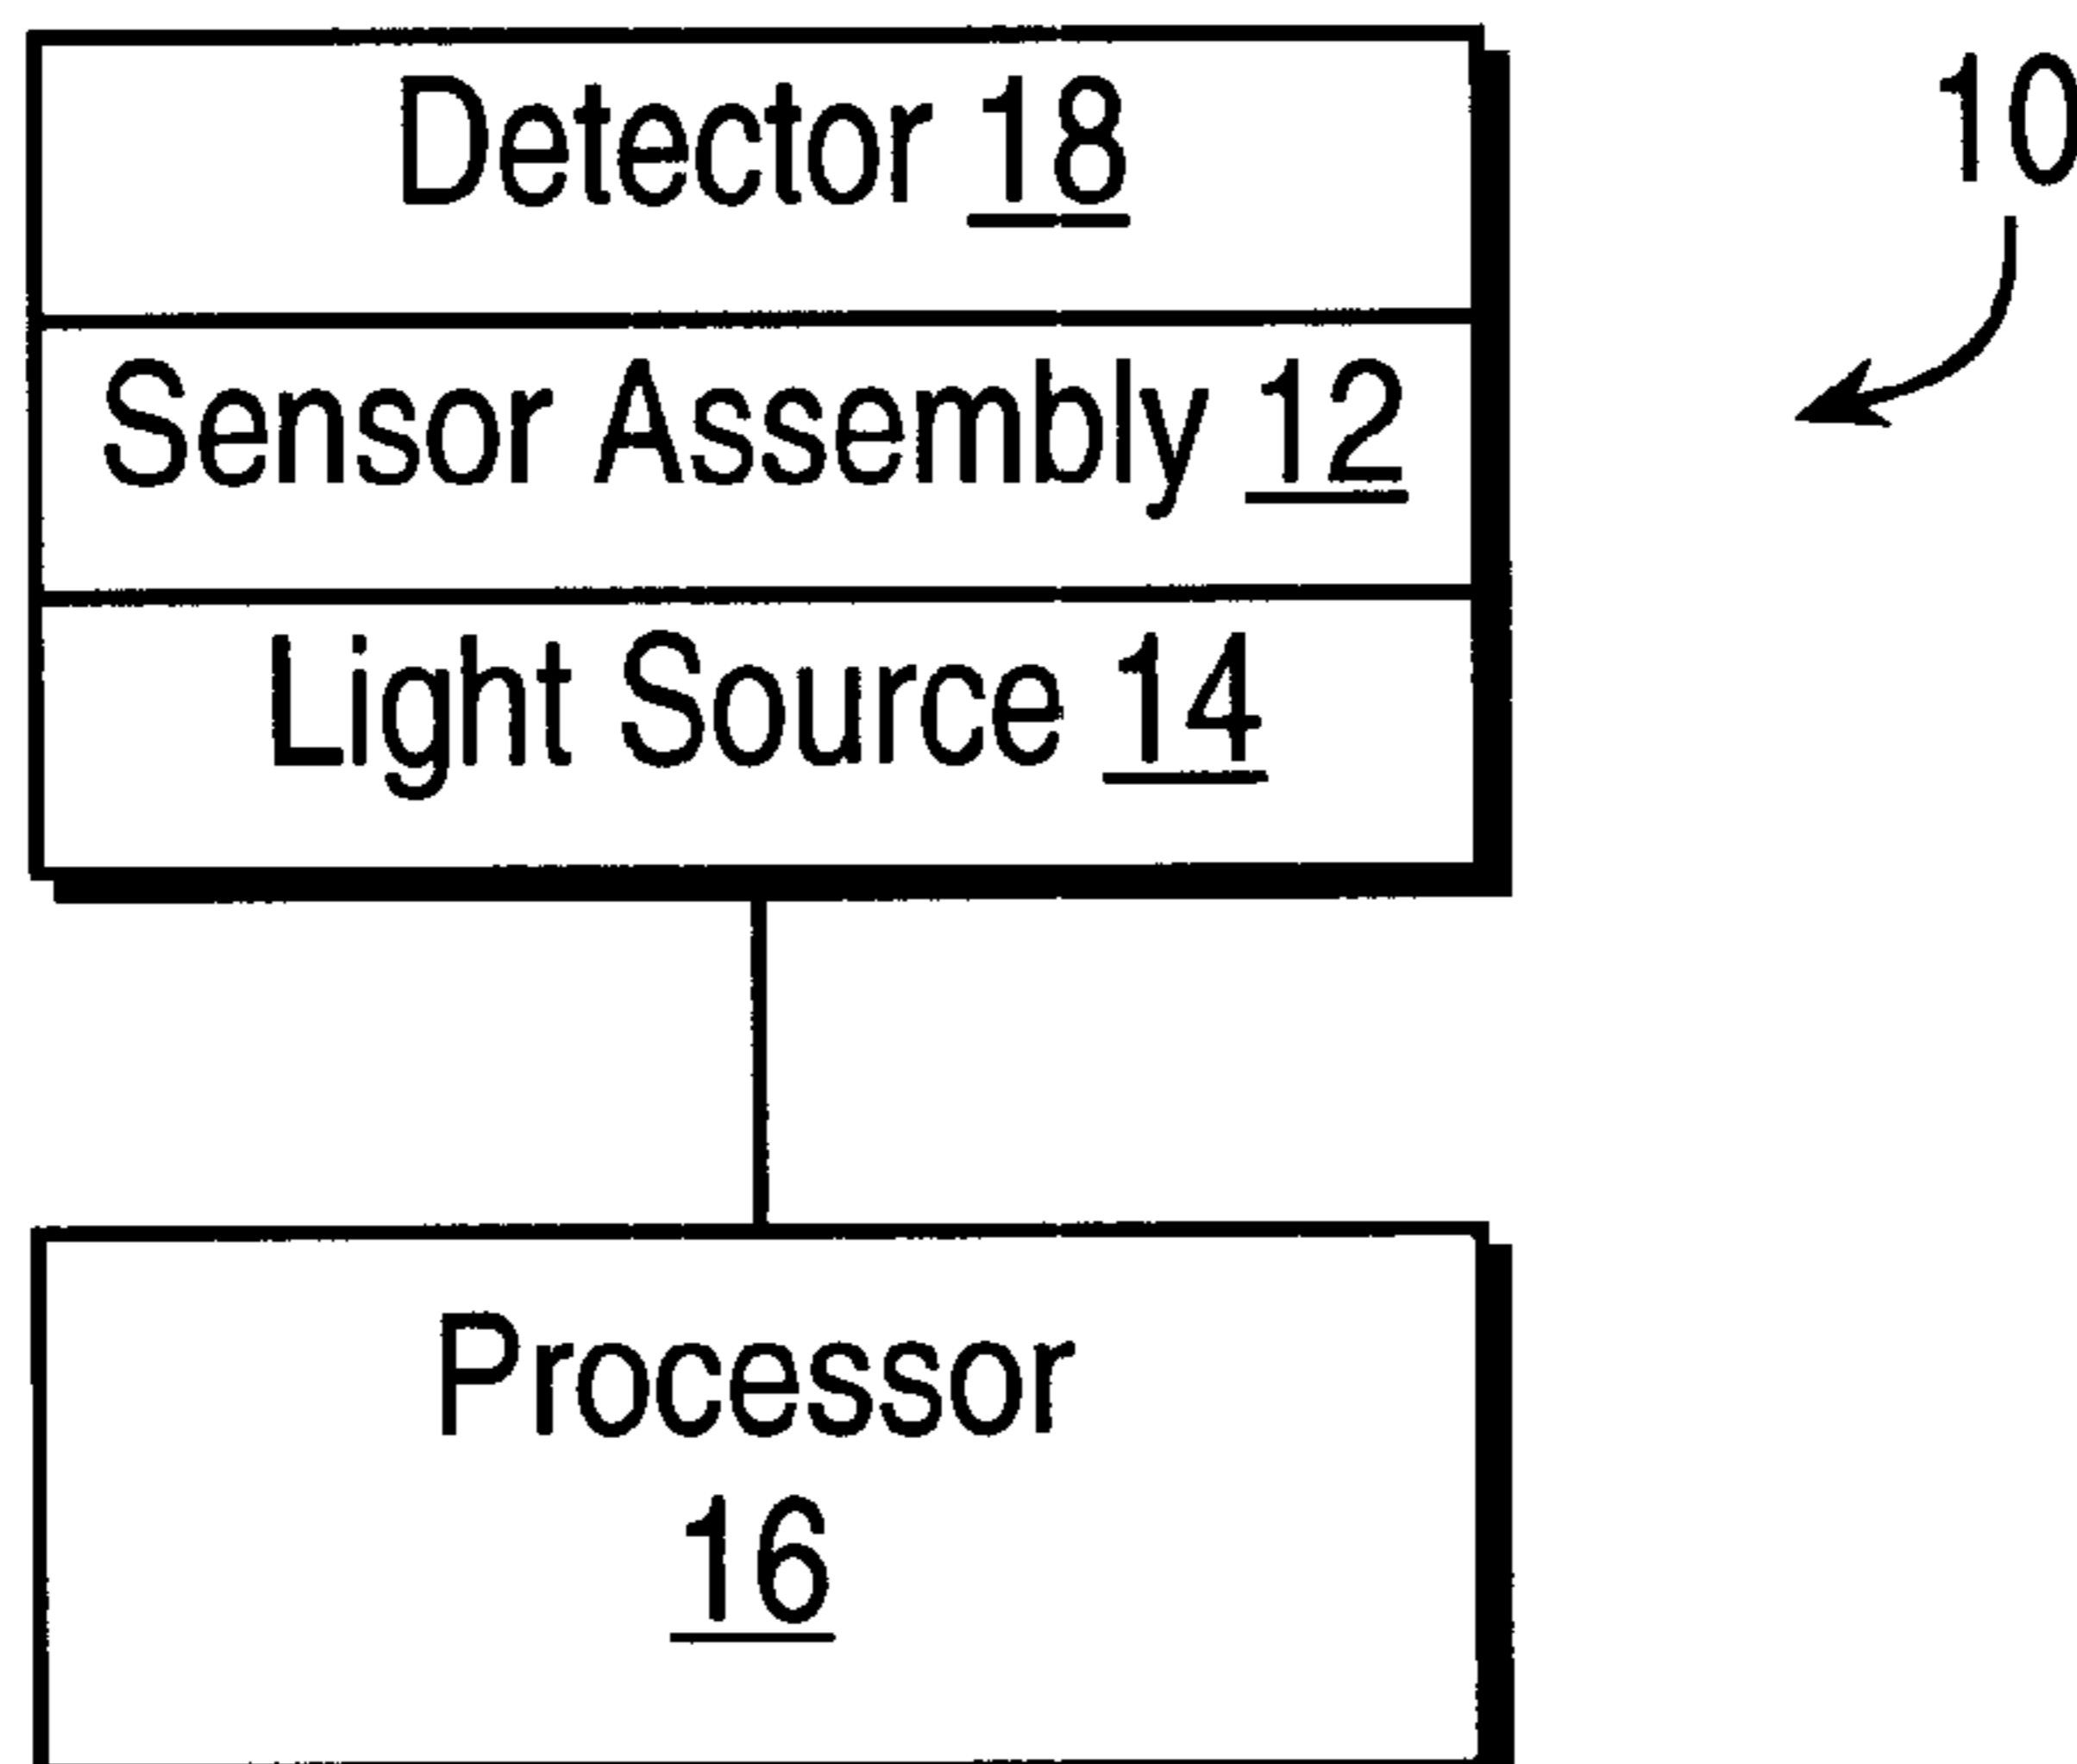 Detector 18
10
Sensor Assembly 12
Light Source 14
Processor
16